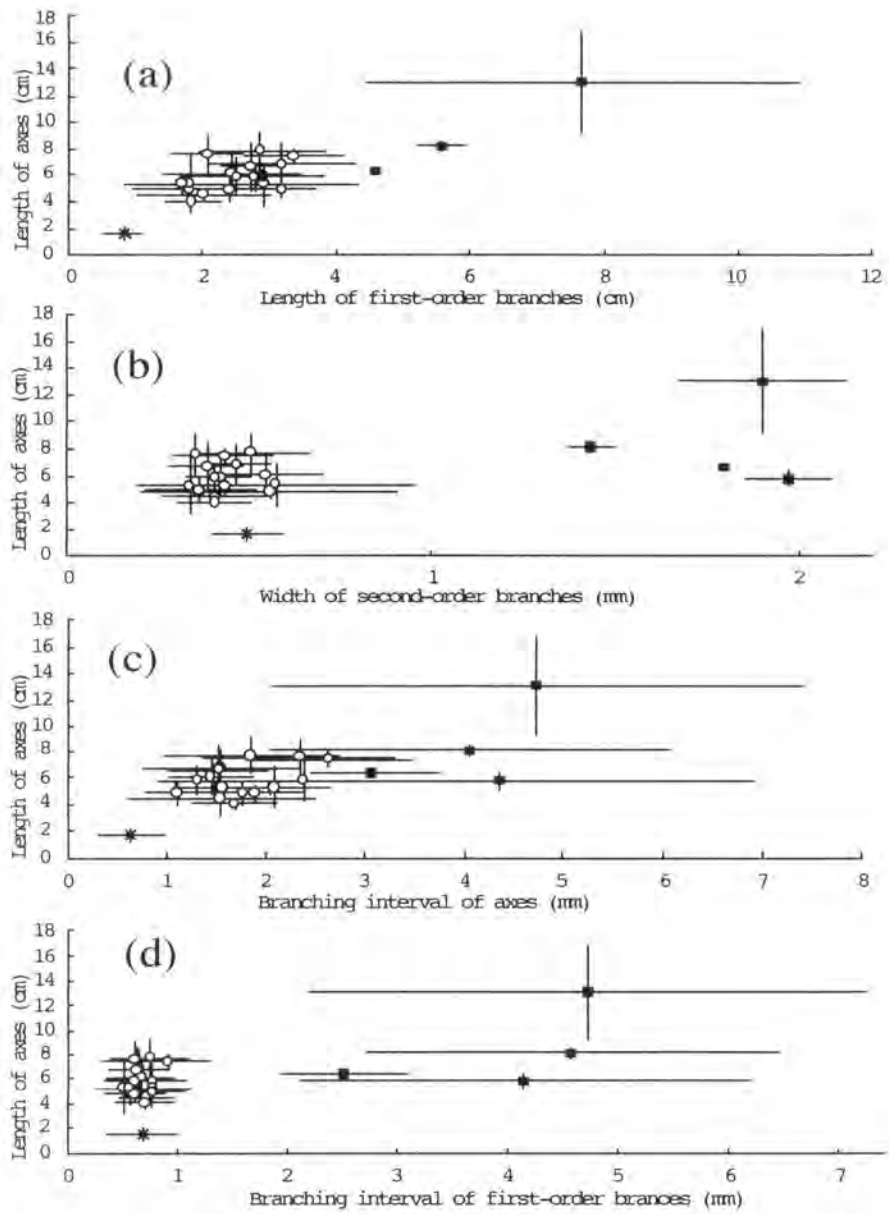 18
16
14
12
10
8
6
4
2
0
Length of axes (cm)
(a)
0 2 4 6 8 10 12
Length of first-order branches (cm)
18
16
14
12
10
8
6
4
2
0
Length of axes (cm)
(b)
0 1 2
Width of second-order branches (mm)
18
16
14
12
10
8
6
4
2
0
Length of axes (cm)
(c)
0 1 2 3 4 5 6 7 8
Branching interval of axes (mm)
18
16
14
12
10
8
6
4
2
0
Length of axes (cm)
(d)
0 1 2 3 4 5 6 7
Branching interval of first-order brances (mm)